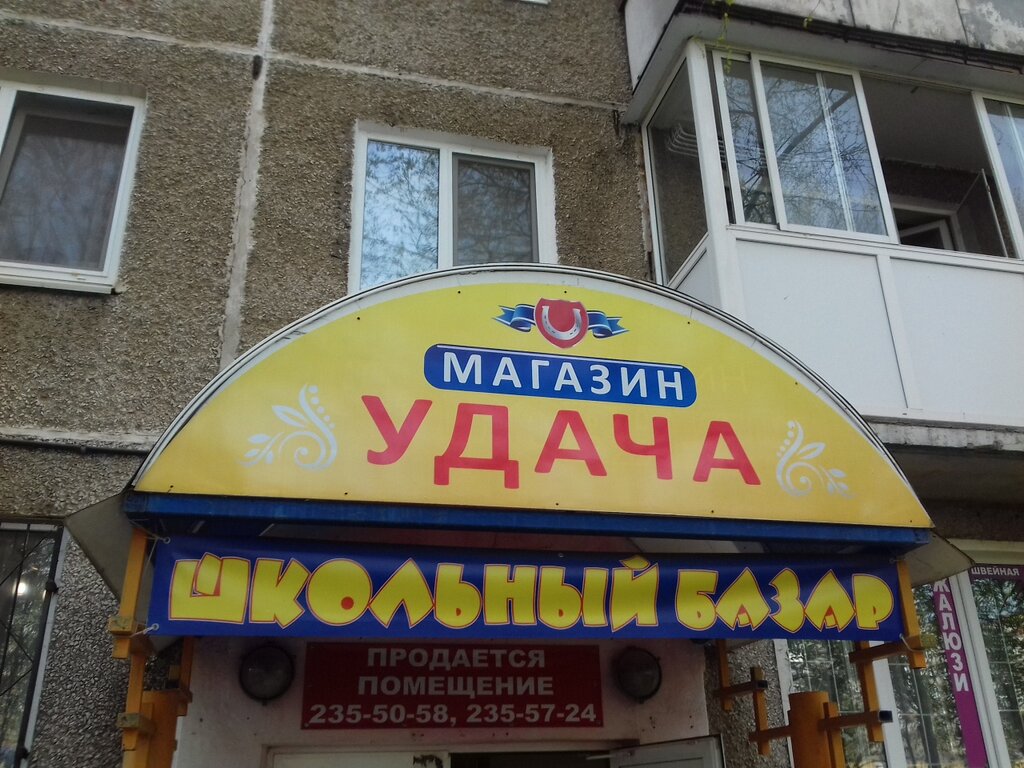 МАГАЗИН
УДАЧА
ШКОЛЬНЫЙ БАЗАР
ПРОДАЕТСЯ
ПОМЕЩЕНИЕ
235-50-58, 235-57-24
ШВЕЙНАЯ
ЖАЛЮЗИ